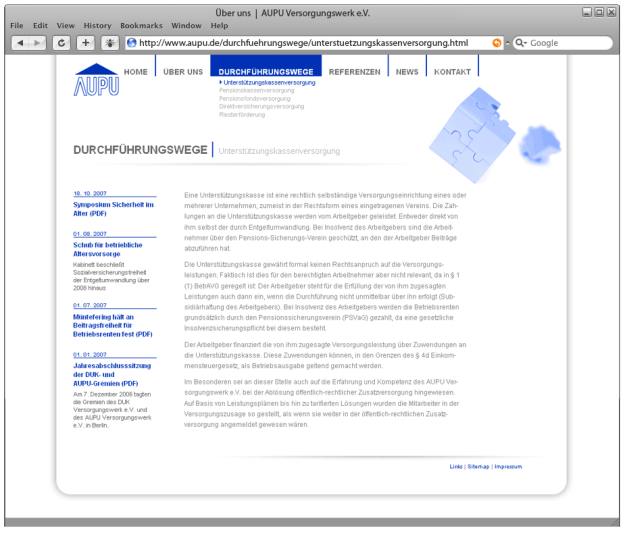 Über uns | AUPU Versorgungswerk e.V.
File Edit View History Bookmarks Window Help
http://www.aupu.de/durchfuehrungswege/unterstuetzungskassenversorgung.html
Google
AUPU
HOME ÜBER UNS DURCHFÜHRUNGSWEGE REFERENZEN NEWS KONTAKT
Unterstützungskassenversorgung
Pensionskassenversorgung
Pensionsfondsversorgung
Direktversicherungsversorgung
Riesterförderung
DURCHFÜHRUNGSWEGE Unterstützungskassenversorgung
18. 10. 2007
Symposium Sicherheit im
Alter (PDF)
01. 08. 2007
Schub für betriebliche
Altersvorsorge
Kabinett beschließt
Sozialversicherungsfreiheit
der Entgeltumwandlung über
2008 hinaus
01. 07. 2007
Müntefering hält an
Beitragsfreiheit für
Betriebsrenten fest (PDF)
01. 01. 2007
Jahresabschlusssitzung
der DUK- und
AUPU-Gremien (PDF)
Am 7. Dezember 2006 tagten
die Gremien des DUK
Versorgungswerk e.V. und
des AUPU Versorgungswerk
e.V. in Berlin.
Eine Unterstützungskasse ist eine rechtlich selbständige Versorgungseinrichtung eines oder
mehrerer Unternehmen, zumeist in der Rechtsform eines eingetragenen Vereins. Die Zah-
lungen an die Unterstützungskasse werden vom Arbeitgeber geleistet. Entweder direkt von
ihm selbst der durch Entgeltumwandlung. Bei Insolvenz des Arbeitgebers sind die Arbeit-
nehmer über den Pensions-Sicherungs-Verein geschützt, an den der Arbeitgeber Beiträge
abzuführen hat.
Die Unterstützungskasse gewährt formal keinen Rechtsanspruch auf die Versorgungs-
leistungen. Faktisch ist dies für den berechtigten Arbeitnehmer aber nicht relevant, da in § 1
(1) BetrAVG geregelt ist: Der Arbeitgeber steht für die Erfüllung der von ihm zugesagten
Leistungen auch dann ein, wenn die Durchführung nicht unmittelbar über ihn erfolgt (Sub-
sidiärhaftung des Arbeitgebers). Bei Insolvenz des Arbeitgebers werden die Betriebsrenten
grundsätzlich durch den Pensionssicherungsverein (PSVaG) gezahlt, da eine gesetzliche
Insolvenzsicherungspflicht bei diesem besteht.
Der Arbeitgeber finanziert die von ihm zugesagte Versorgungsleistung über Zuwendungen an
die Unterstützungskasse. Diese Zuwendungen können, in den Grenzen des § 4d Einkom-
mensteuergesetz, als Betriebsausgabe geltend gemacht werden.
Im Besonderen sei an dieser Stelle auch auf die Erfahrung und Kompetenz des AUPU Ver-
sorgungswerk e.V. bei der Ablösung öffentlich-rechtlicher Zusatzversorgung hingewiesen.
Auf Basis von Leistungsplänen bis hin zu tarifierten Lösungen wurden die Mitarbeiter in der
Versorgungszusage so gestellt, als wenn sie weiter in der öffentlich-rechtlichen Zusatz-
versorgung angemeldet gewesen wären.
Links | Sitemap | Impressum